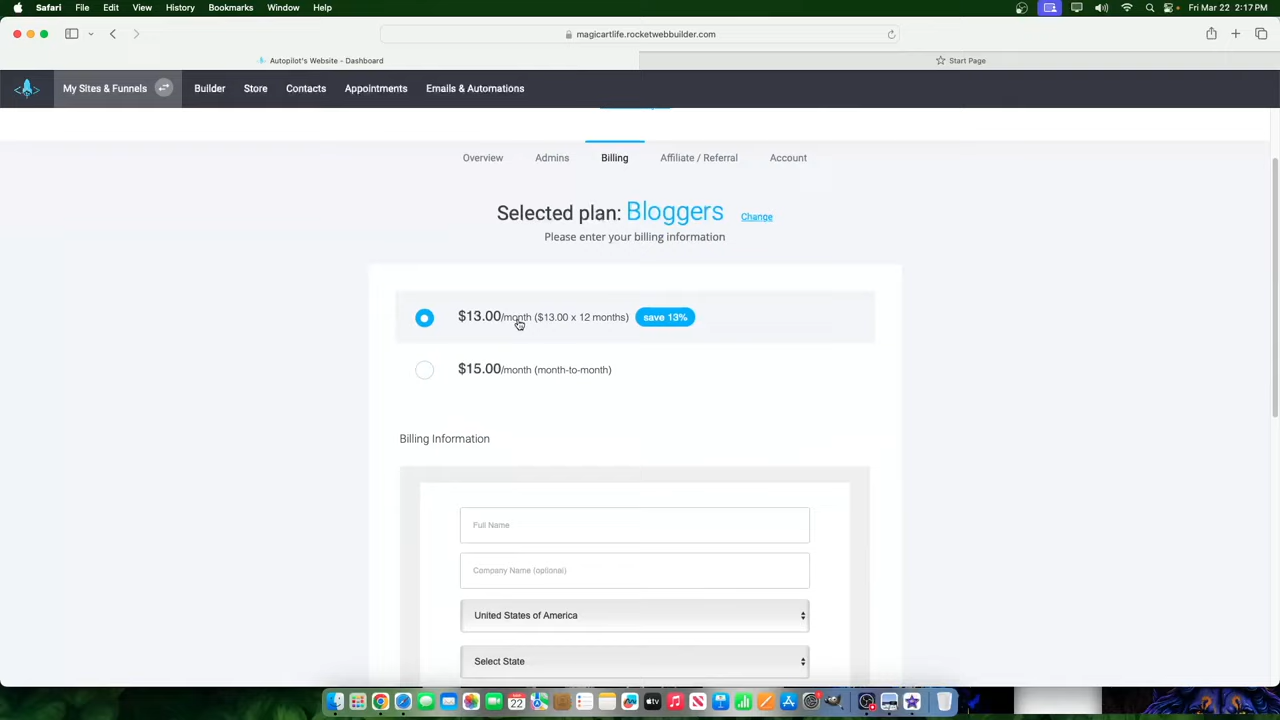 Safari File Edit View History Bookmarks Window Help Fri Mar 22 2:17 PM
magicartlife.rocketwebbuilder.com
Autopilot's Website - Dashboard Start Page
My Sites & Funnels Builder Store Contacts Appointments Emails & Automations
Overview Admins Billing Affiliate / Referral Account
Selected plan: Bloggers Change
Please enter your billing information
$13.00/month ($13.00 x 12 months) save 13%
$15.00/month (month-to-month)
Billing Information
Full Name
Company Name (optional)
United States of America
Select State
22
tv